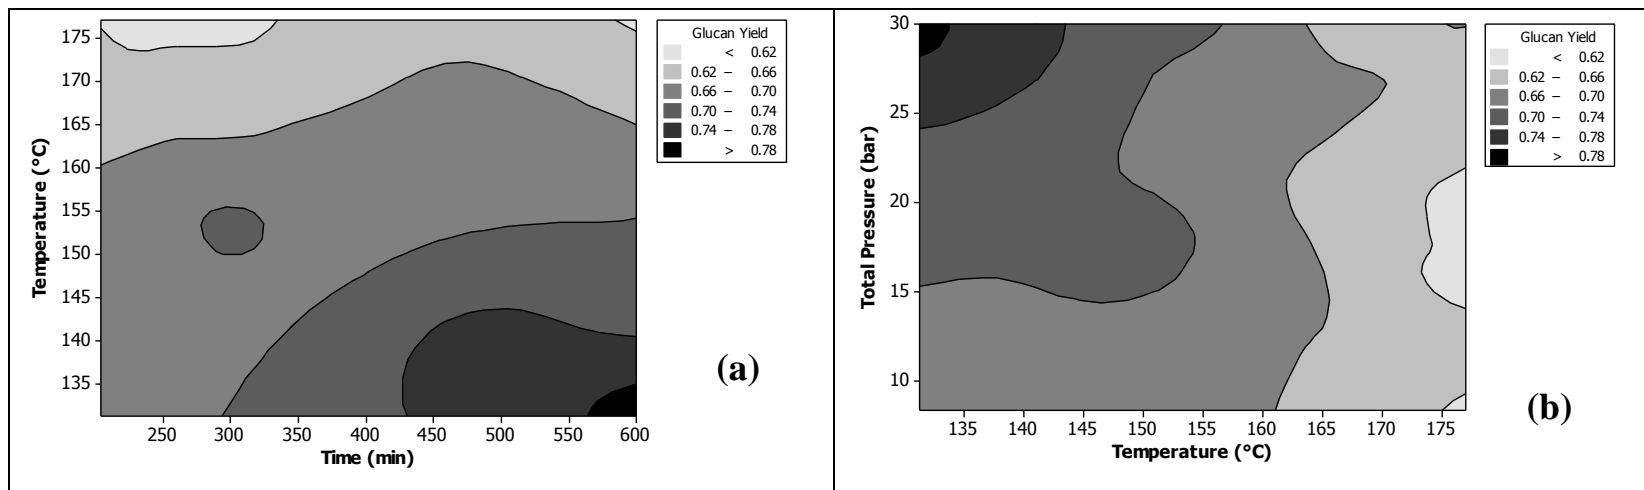 175
170
165
160
155
150
145
140
135
Temperature (°C)
250 300 350 400 450 500 550 600
Time (min)
Glucan Yield
< 0.62
0.62 – 0.66
0.66 – 0.70
0.70 – 0.74
0.74 – 0.78
> 0.78
(a)
30
25
20
15
10
Total Pressure (bar)
135 140 145 150 155 160 165 170 175
Temperature (°C)
Glucan Yield
< 0.62
0.62 – 0.66
0.66 – 0.70
0.70 – 0.74
0.74 – 0.78
> 0.78
(b)